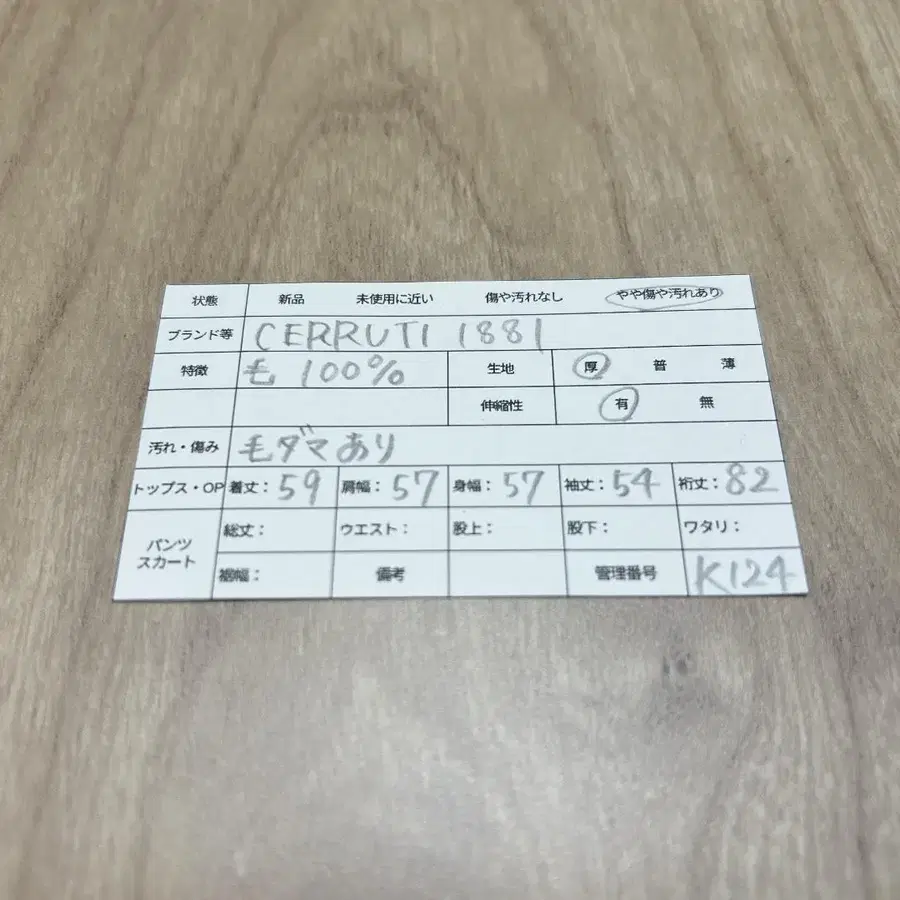 状態 新品 未使用に近い 傷や汚れなし やや傷や汚れあり
ブランド等 CERRUTI 1881
特徴 毛 100% 生地 厚 普 薄
伸縮性 有 無
汚れ・傷み 毛ダマあり
トップス・OP 着丈：59 肩幅：57 身幅：57 袖丈：54 裄丈：82
パンツ スカート 総丈： ウエスト： 股上： 股下： ワタリ：
裾幅： 備考 管理番号 K124